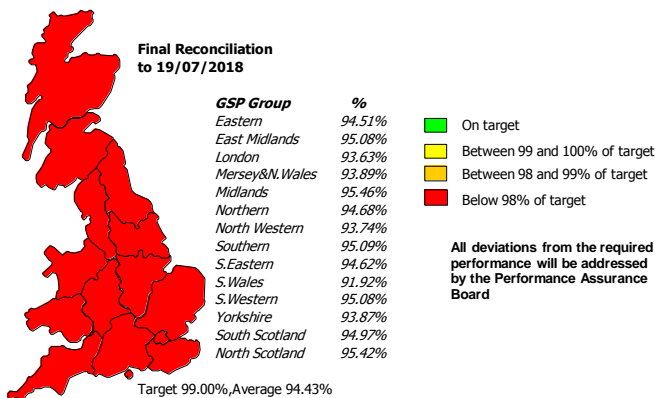 Final Reconciliation
to 19/07/2018
GSP Group %
Eastern 94.51%
East Midlands 95.08%
London 93.63%
Mersey&N.Wales 93.89%
Midlands 95.46%
Northern 94.68%
North Western 93.74%
Southern 95.09%
S.Eastern 94.62%
S.Wales 91.92%
S.Western 95.08%
Yorkshire 93.87%
South Scotland 94.97%
North Scotland 95.42%
Target 99.00%,Average 94.43%
On target
Between 99 and 100% of target
Between 98 and 99% of target
Below 98% of target
All deviations from the required
performance will be addressed
by the Performance Assurance
Board